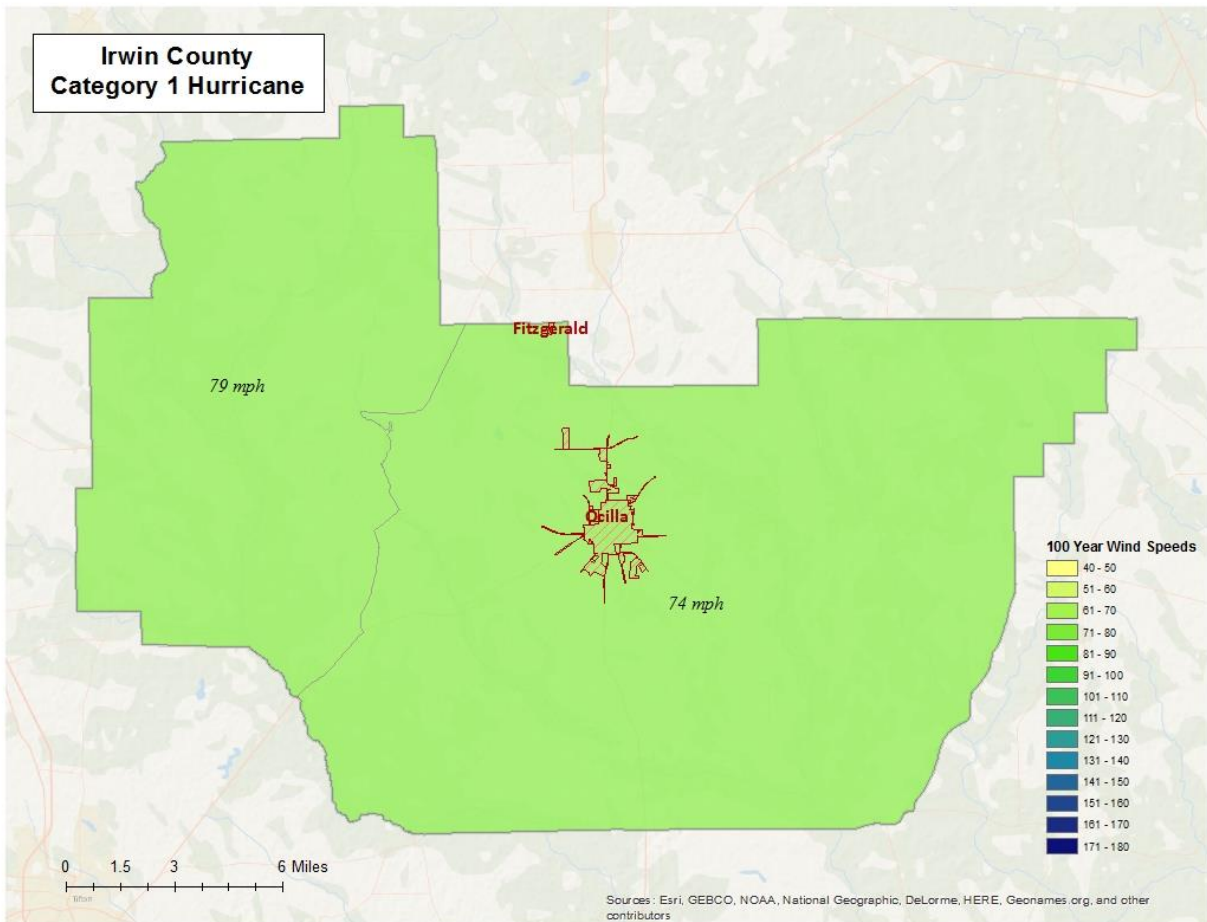 Irwin County
Category 1 Hurricane
Fitzgerald
79 mph
Ocilla
74 mph
100 Year Wind Speeds
40 - 50
51 - 60
61 - 70
71 - 80
81 - 90
91 - 100
101 - 110
111 - 120
121 - 130
131 - 140
141 - 150
151 - 160
161 - 170
171 - 180
0 1.5 3 6 Miles
Tifton
Sources: Esri, GEBCO, NOAA, National Geographic, DeLorme, HERE, Geonames.org, and other
contributors